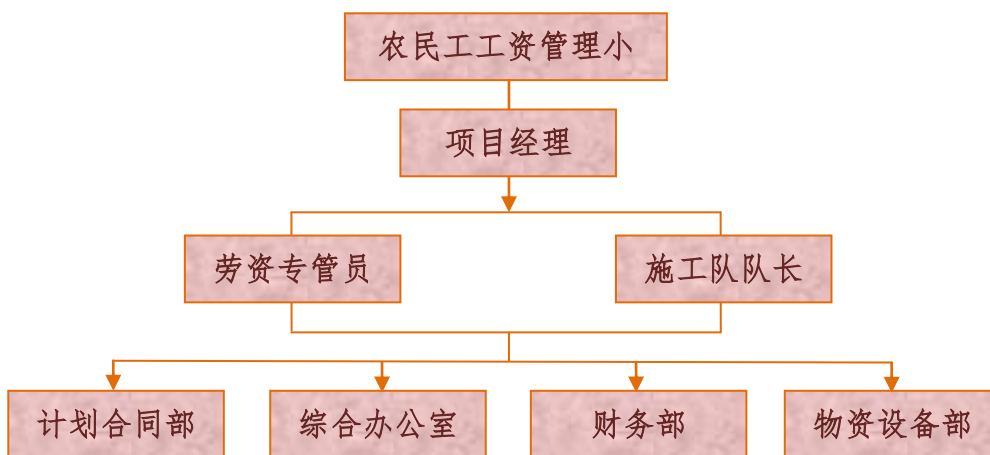 农民工工资管理小
项目经理
劳资专管员
施工队队长
计划合同部
综合办公室
财务部
物资设备部